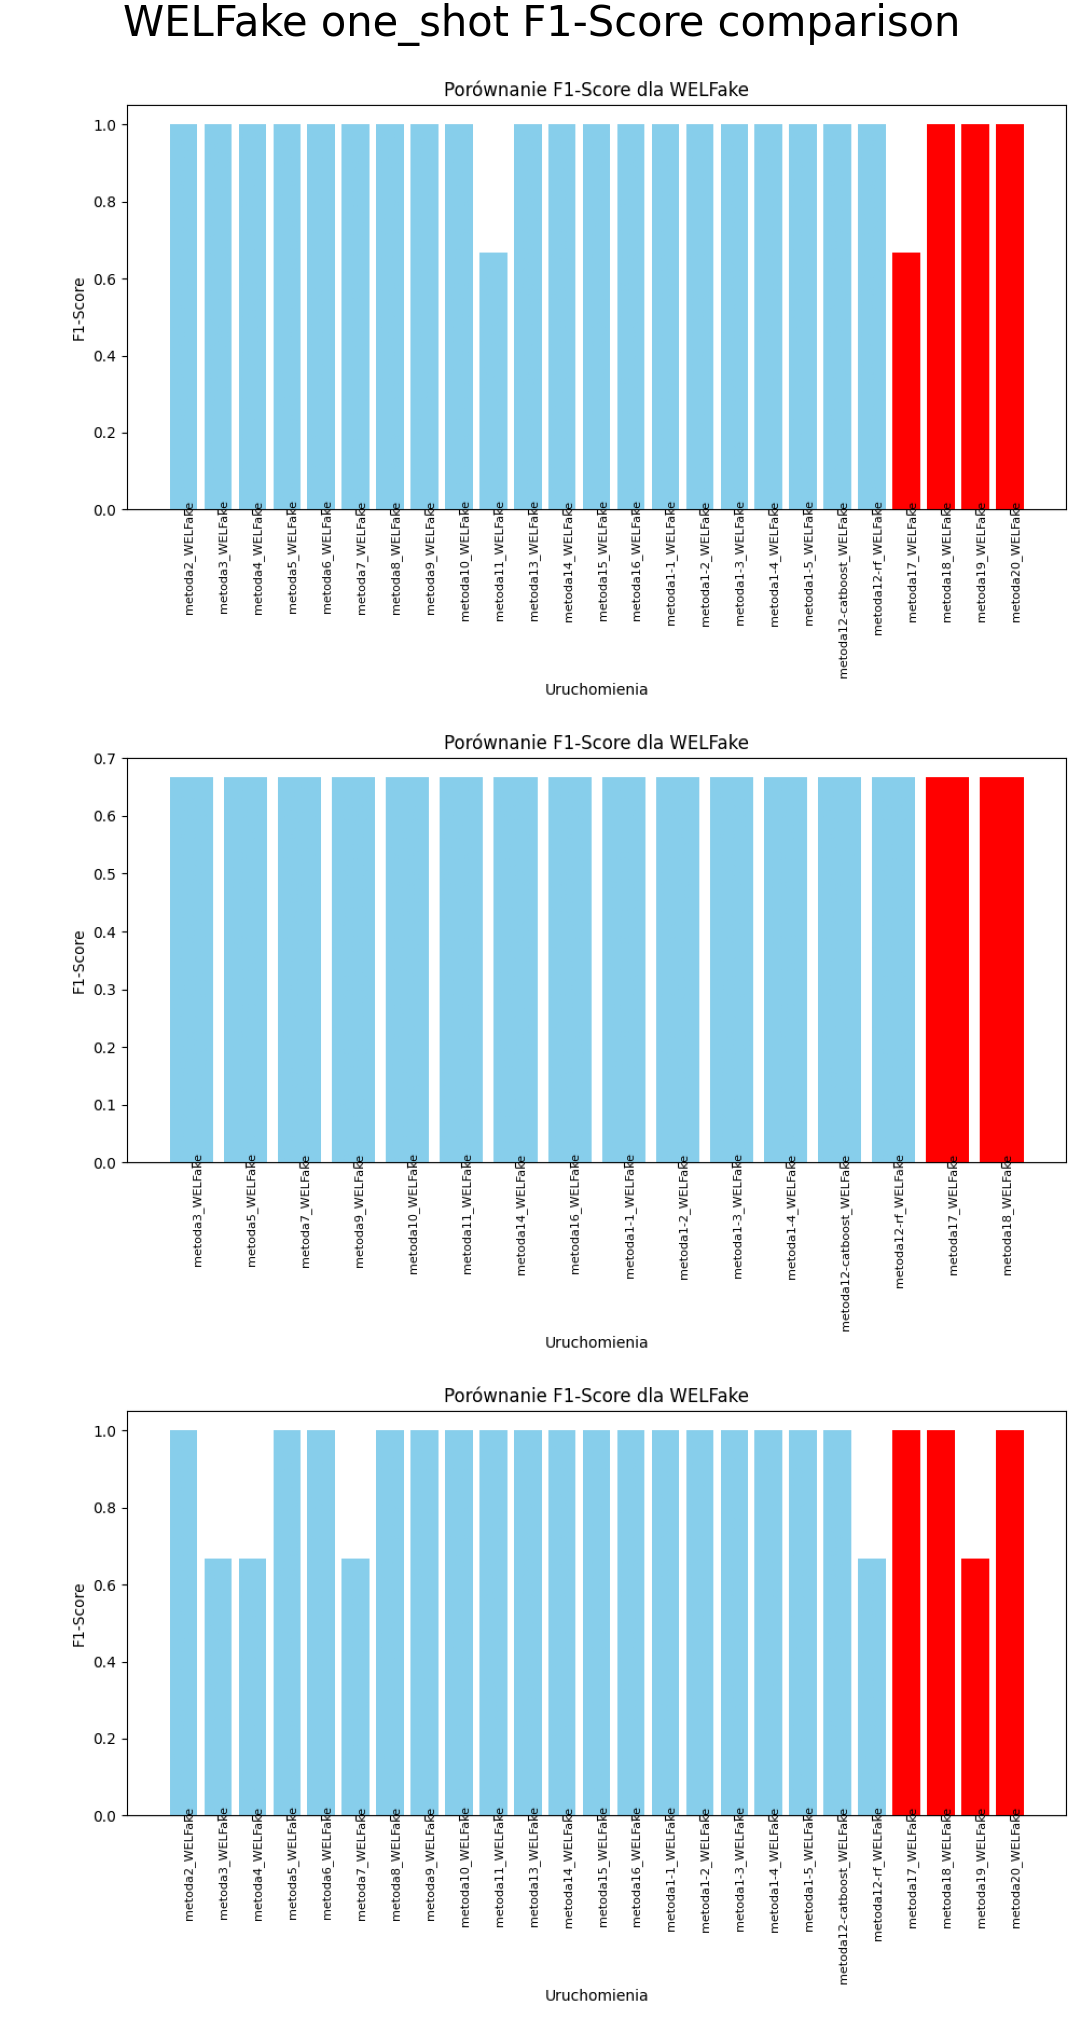 WELFake one_shot F1-Score comparison
Porównanie F1-Score dla WELFake
F1-Score
1.0
0.8
0.6
0.4
0.2
0.0
metoda2_WELFake
metoda3_WELFake
metoda4_WELFake
metoda5_WELFake
metoda6_WELFake
metoda7_WELFake
metoda8_WELFake
metoda9_WELFake
metoda10_WELFake
metoda11_WELFake
metoda13_WELFake
metoda14_WELFake
metoda15_WELFake
metoda16_WELFake
metoda1-1_WELFake
metoda1-2_WELFake
metoda1-3_WELFake
metoda1-4_WELFake
metoda1-5_WELFake
metoda12-catboost_WELFake
metoda12-rf_WELFake
metoda17_WELFake
metoda18_WELFake
metoda19_WELFake
metoda20_WELFake
Uruchomienia
Porównanie F1-Score dla WELFake
F1-Score
0.7
0.6
0.5
0.4
0.3
0.2
0.1
0.0
metoda3_WELFake
metoda5_WELFake
metoda7_WELFake
metoda9_WELFake
metoda10_WELFake
metoda11_WELFake
metoda14_WELFake
metoda16_WELFake
metoda1-1_WELFake
metoda1-2_WELFake
metoda1-3_WELFake
metoda1-4_WELFake
metoda12-catboost_WELFake
metoda12-rf_WELFake
metoda17_WELFake
metoda18_WELFake
Uruchomienia
Porównanie F1-Score dla WELFake
F1-Score
1.0
0.8
0.6
0.4
0.2
0.0
metoda2_WELFake
metoda3_WELFake
metoda4_WELFake
metoda5_WELFake
metoda6_WELFake
metoda7_WELFake
metoda8_WELFake
metoda9_WELFake
metoda10_WELFake
metoda11_WELFake
metoda13_WELFake
metoda14_WELFake
metoda15_WELFake
metoda16_WELFake
metoda1-1_WELFake
metoda1-2_WELFake
metoda1-3_WELFake
metoda1-4_WELFake
metoda1-5_WELFake
metoda12-catboost_WELFake
metoda12-rf_WELFake
metoda17_WELFake
metoda18_WELFake
metoda19_WELFake
metoda20_WELFake
Uruchomienia